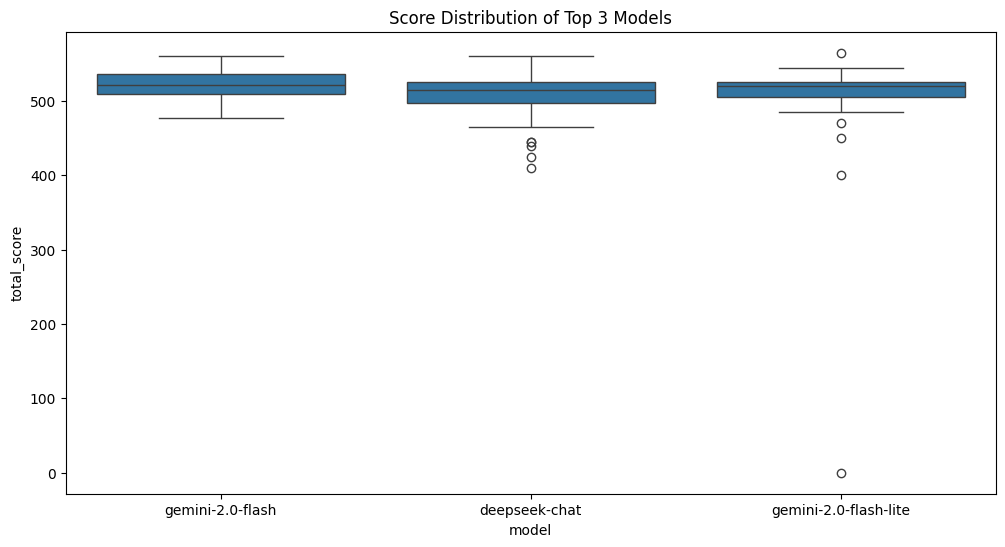 Score Distribution of Top 3 Models
total_score
500
400
300
200
100
0
gemini-2.0-flash
deepseek-chat
gemini-2.0-flash-lite
model